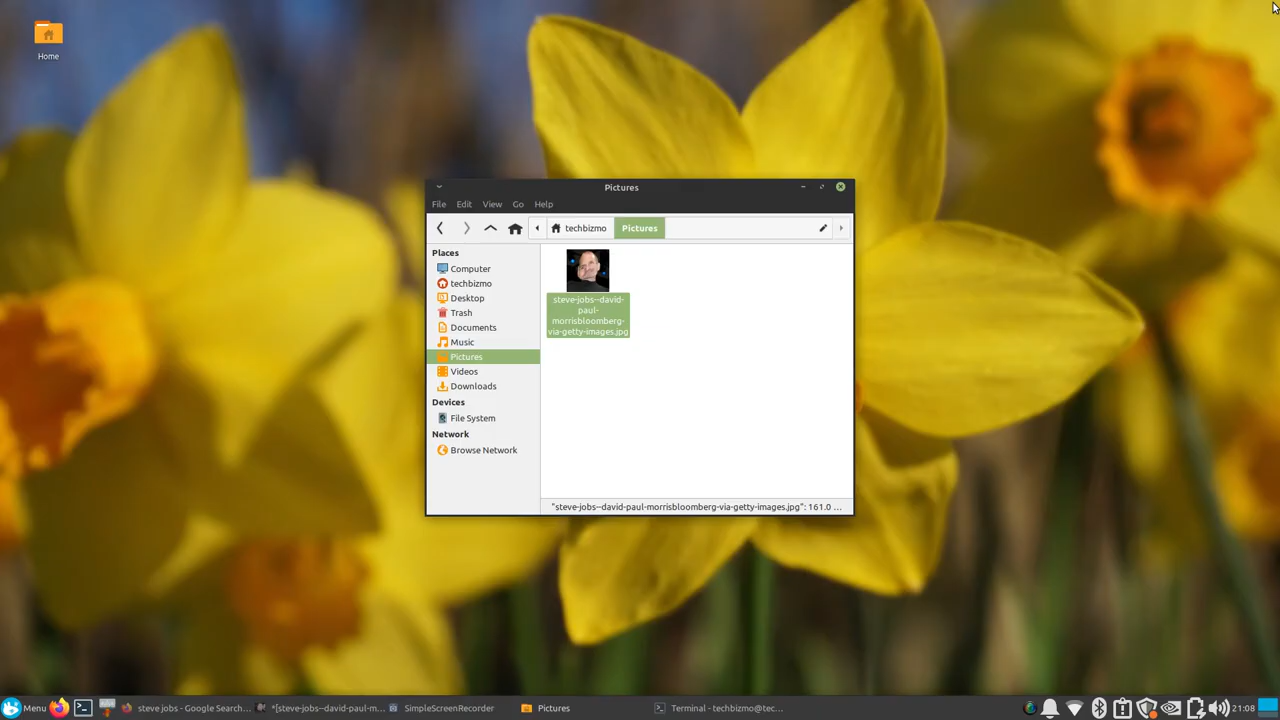 Home
Pictures
File Edit View Go Help
techbizmo Pictures
Places
Computer
techbizmo
Desktop
Trash
Documents
Music
Pictures
Videos
Downloads
Devices
File System
Network
Browse Network
steve-jobs--david-
paul-
morrisbloomberg-
via-getty-images.jpg
"steve-jobs--david-paul-morrisbloomberg-via-getty-images.jpg": 161.0 ...
Menu steve jobs - Google Search... *[steve-jobs--david-paul-m... SimpleScreenRecorder Pictures Terminal - techbizmo@tec... 21:08